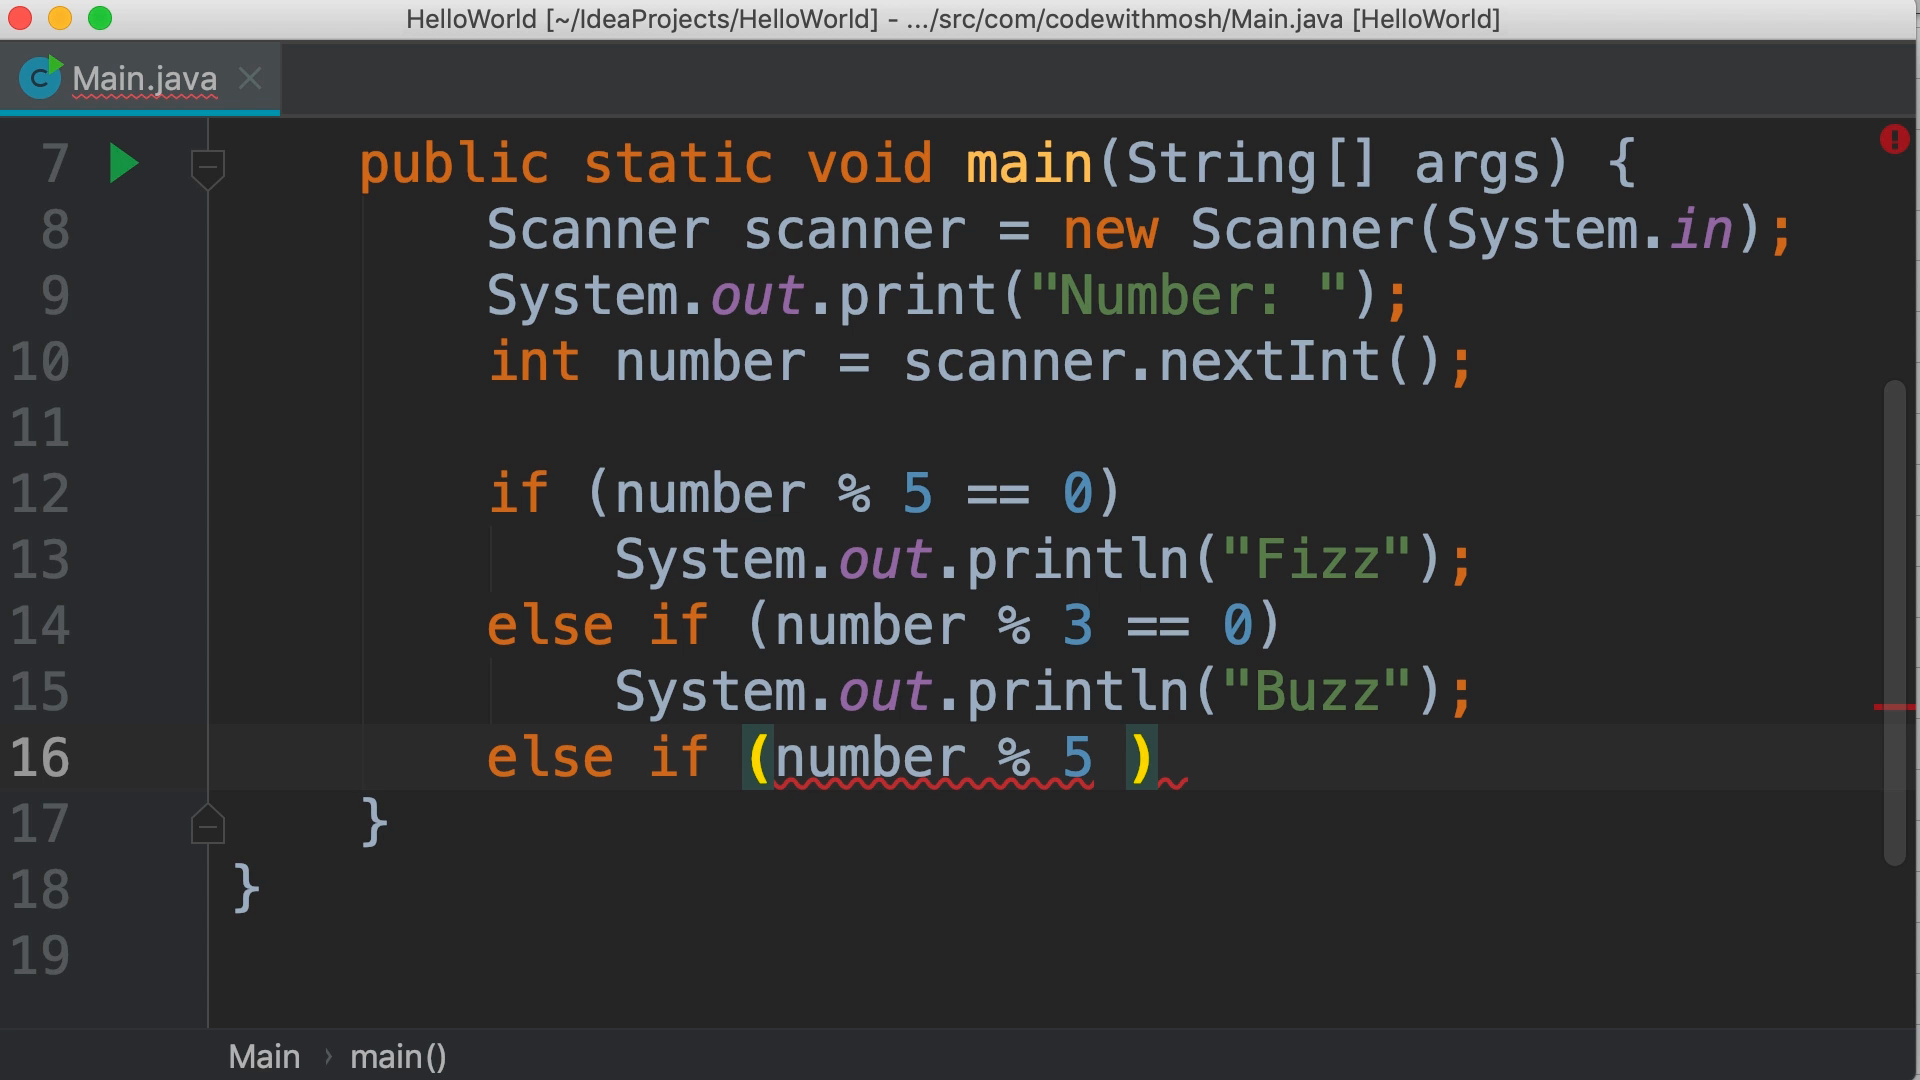 HelloWorld [~/IdeaProjects/HelloWorld] - .../src/com/codewithmosh/Main.java [HelloWorld]
C Main.java
7 public static void main(String[] args) {
8 Scanner scanner = new Scanner(System.in);
9 System.out.print("Number: ");
10 int number = scanner.nextInt();
11
12 if (number % 5 == 0)
13 System.out.println("Fizz");
14 else if (number % 3 == 0)
15 System.out.println("Buzz");
16 else if (number % 5 )
17 }
18 }
19
Main › main()